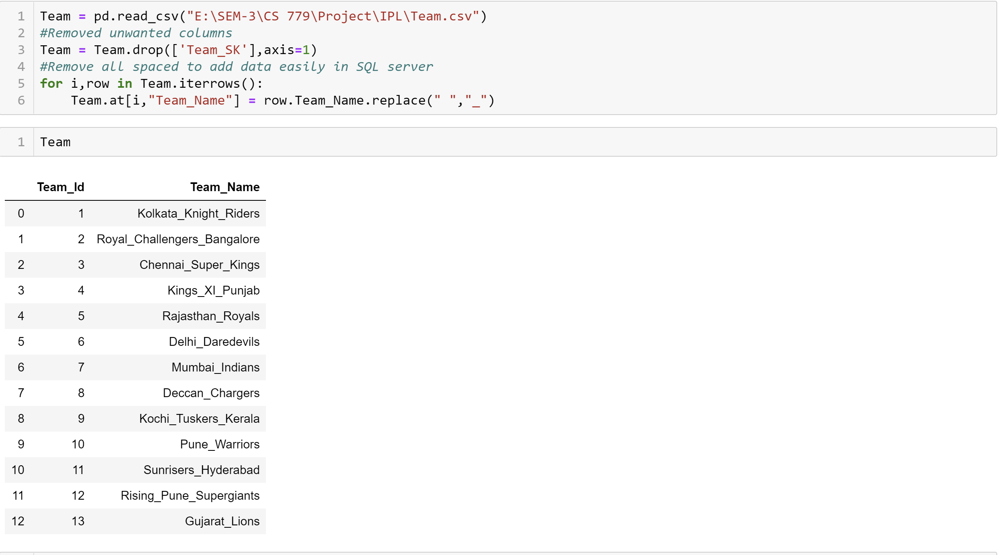 1 Team = pd.read_csv("E:\SEM-3\CS 779\Project\IPL\Team.csv")
2 #Removed unwanted columns
3 Team = Team.drop(['Team_SK'],axis=1)
4 #Remove all spaced to add data easily in SQL server
5 for i,row in Team.iterrows():
6     Team.at[i,"Team_Name"] = row.Team_Name.replace(" ","_")
1 Team
Team_Id Team_Name
0 1 Kolkata_Knight_Riders
1 2 Royal_Challengers_Bangalore
2 3 Chennai_Super_Kings
3 4 Kings_XI_Punjab
4 5 Rajasthan_Royals
5 6 Delhi_Daredevils
6 7 Mumbai_Indians
7 8 Deccan_Chargers
8 9 Kochi_Tuskers_Kerala
9 10 Pune_Warriors
10 11 Sunrisers_Hyderabad
11 12 Rising_Pune_Supergiants
12 13 Gujarat_Lions